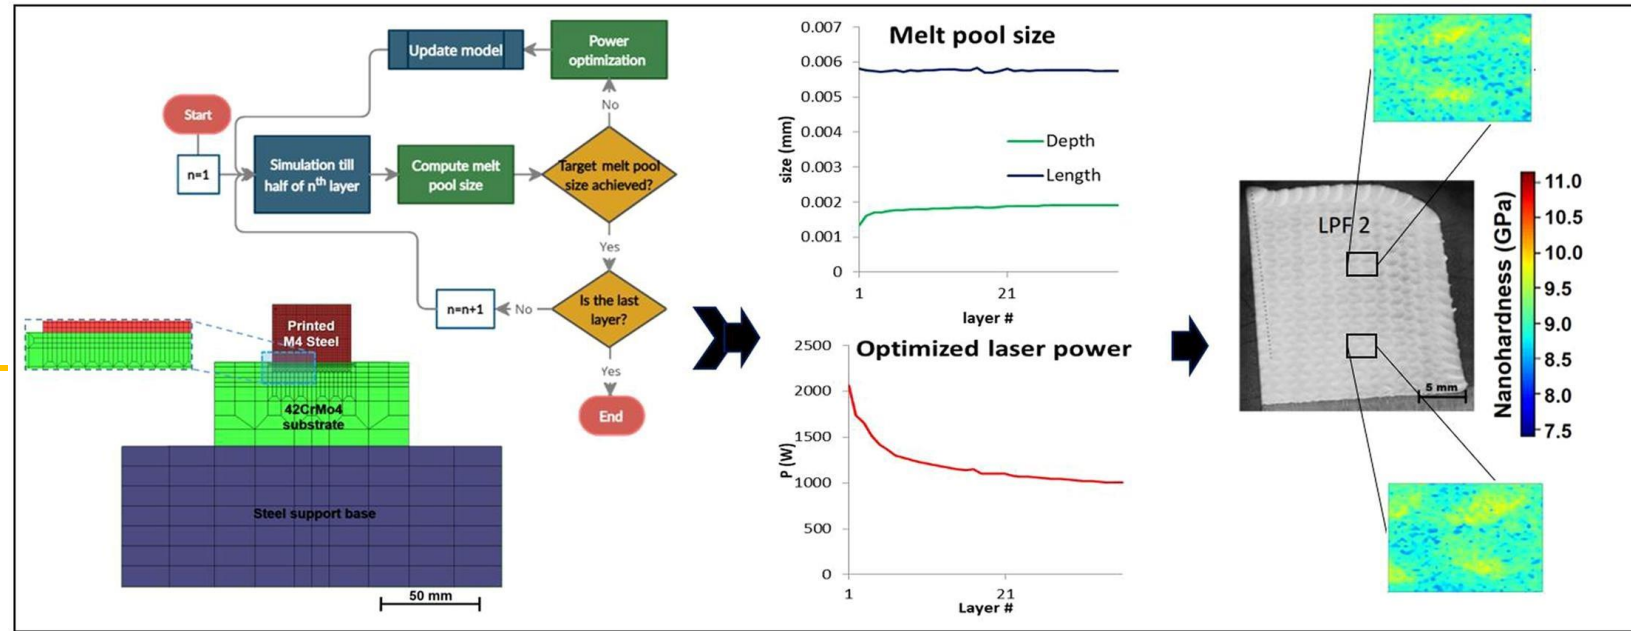 Update model
Power
optimization
No
Start
n=1
Simulation till
half of nth layer
Compute melt
pool size
Target melt pool
size achieved?
Yes
n=n+1
No
Is the last
layer?
Yes
End
Printed
M4 Steel
42CrMo4
substrate
Steel support base
50 mm
Melt pool size
0.007
0.006
0.005
0.004
0.003
0.002
0.001
0
size (mm)
Depth
Length
1
21
layer #
Optimized laser power
2500
2000
1500
1000
500
0
P (W)
1
21
Layer #
LPF 2
5 mm
Nanohardness (GPa)
11.0
10.5
10.0
9.5
9.0
8.5
8.0
7.5